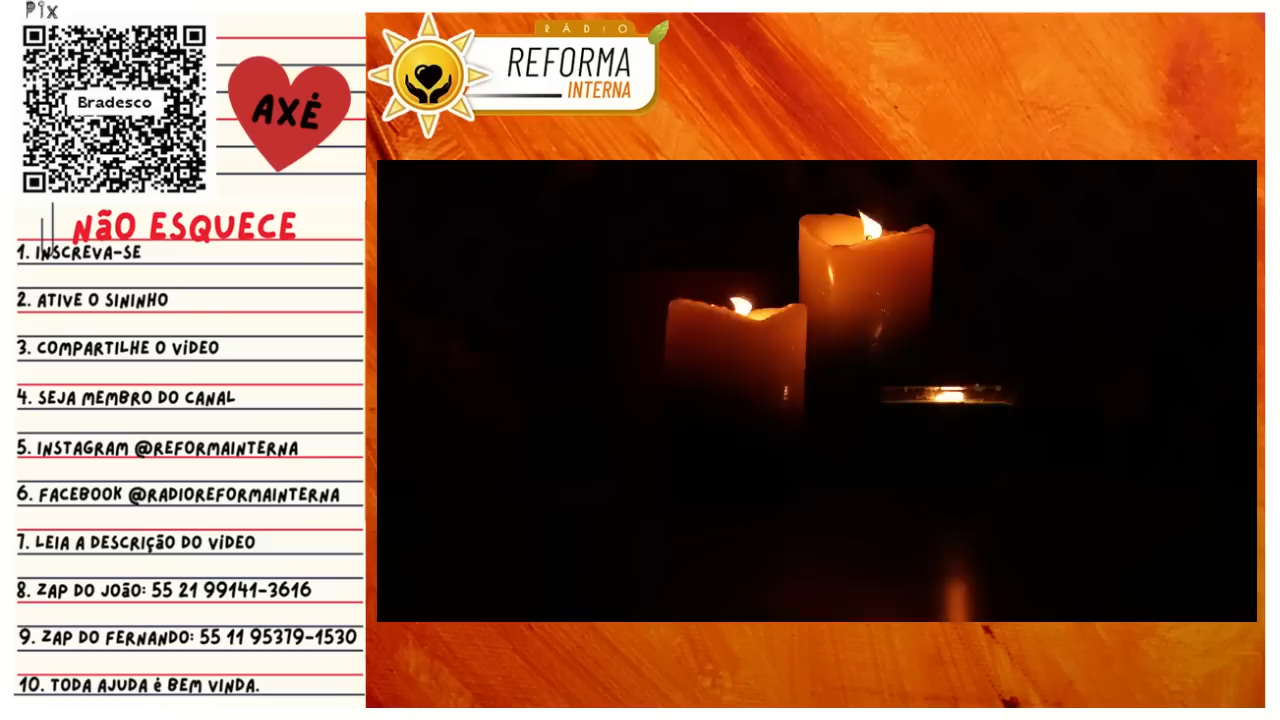 Pix
Bradesco
AXÉ
NÃO ESQUECE
1. INSCREVA-SE
2. ATIVE O SININHO
3. COMPARTILHE O VÍDEO
4. SEJA MEMBRO DO CANAL
5. INSTAGRAM @REFORMAINTERNA
6. FACEBOOK @RADIOREFORMAINTERNA
7. LEIA A DESCRIÇÃO DO VÍDEO
8. ZAP DO JOÃO: 55 21 99141-3616
9. ZAP DO FERNANDO: 55 11 95379-1530
10. TODA AJUDA É BEM VINDA.
RÁDIO
REFORMA
INTERNA